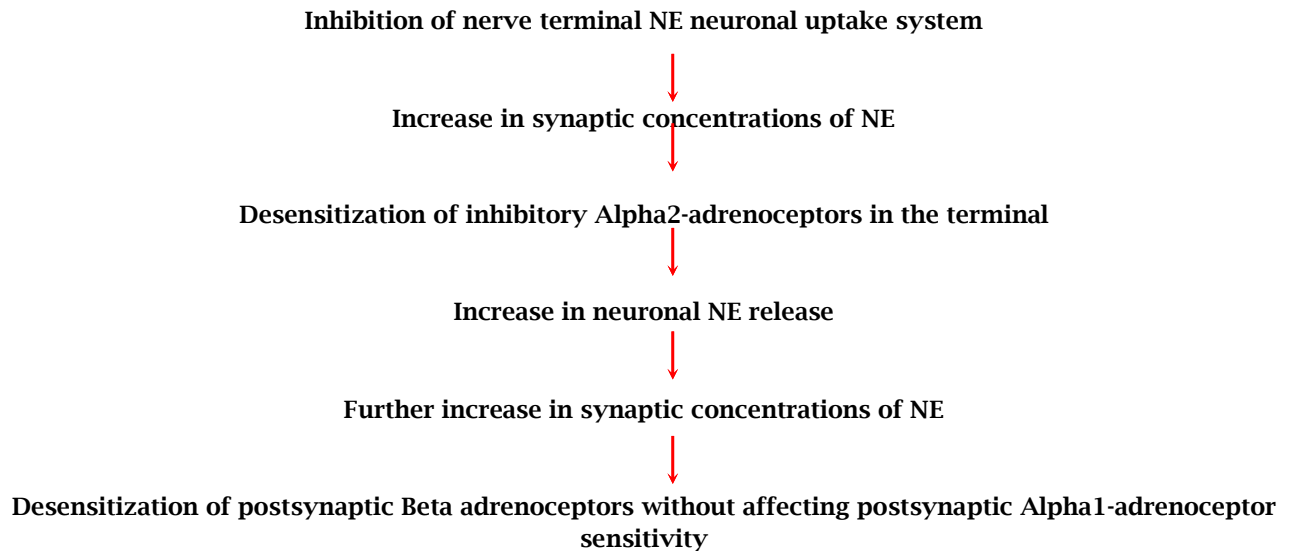 Inhibition of nerve terminal NE neuronal uptake system
Increase in synaptic concentrations of NE
Desensitization of inhibitory Alpha2-adrenoceptors in the terminal
Increase in neuronal NE release
Further increase in synaptic concentrations of NE
Desensitization of postsynaptic Beta adrenoceptors without affecting postsynaptic Alpha1-adrenoceptor
sensitivity